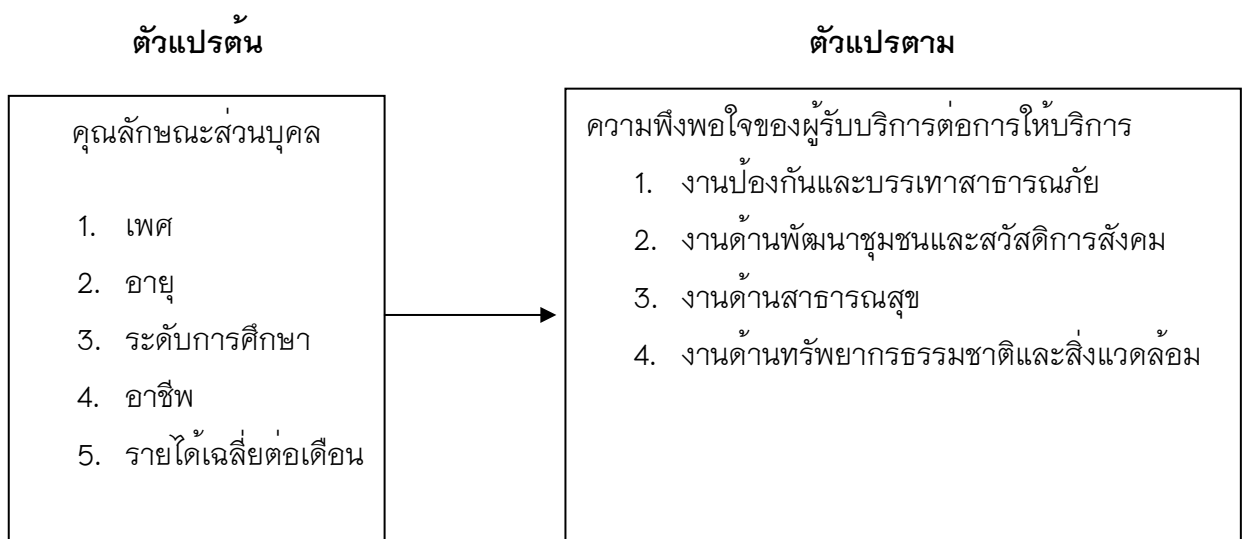 ตัวแปรต้น
ตัวแปรตาม
คุณลักษณะส่วนบุคล
1. เพศ
2. อายุ
3. ระดับการศึกษา
4. อาชีพ
5. รายได้เฉลี่ยต่อเดือน
ความพึงพอใจของผู้รับบริการต่อการให้บริการ
1. งานป้องกันและบรรเทาสาธารณภัย
2. งานด้านพัฒนาชุมชนและสวัสดิการสังคม
3. งานด้านสาธารณสุข
4. งานด้านทรัพยากรธรรมชาติและสิ่งแวดล้อม